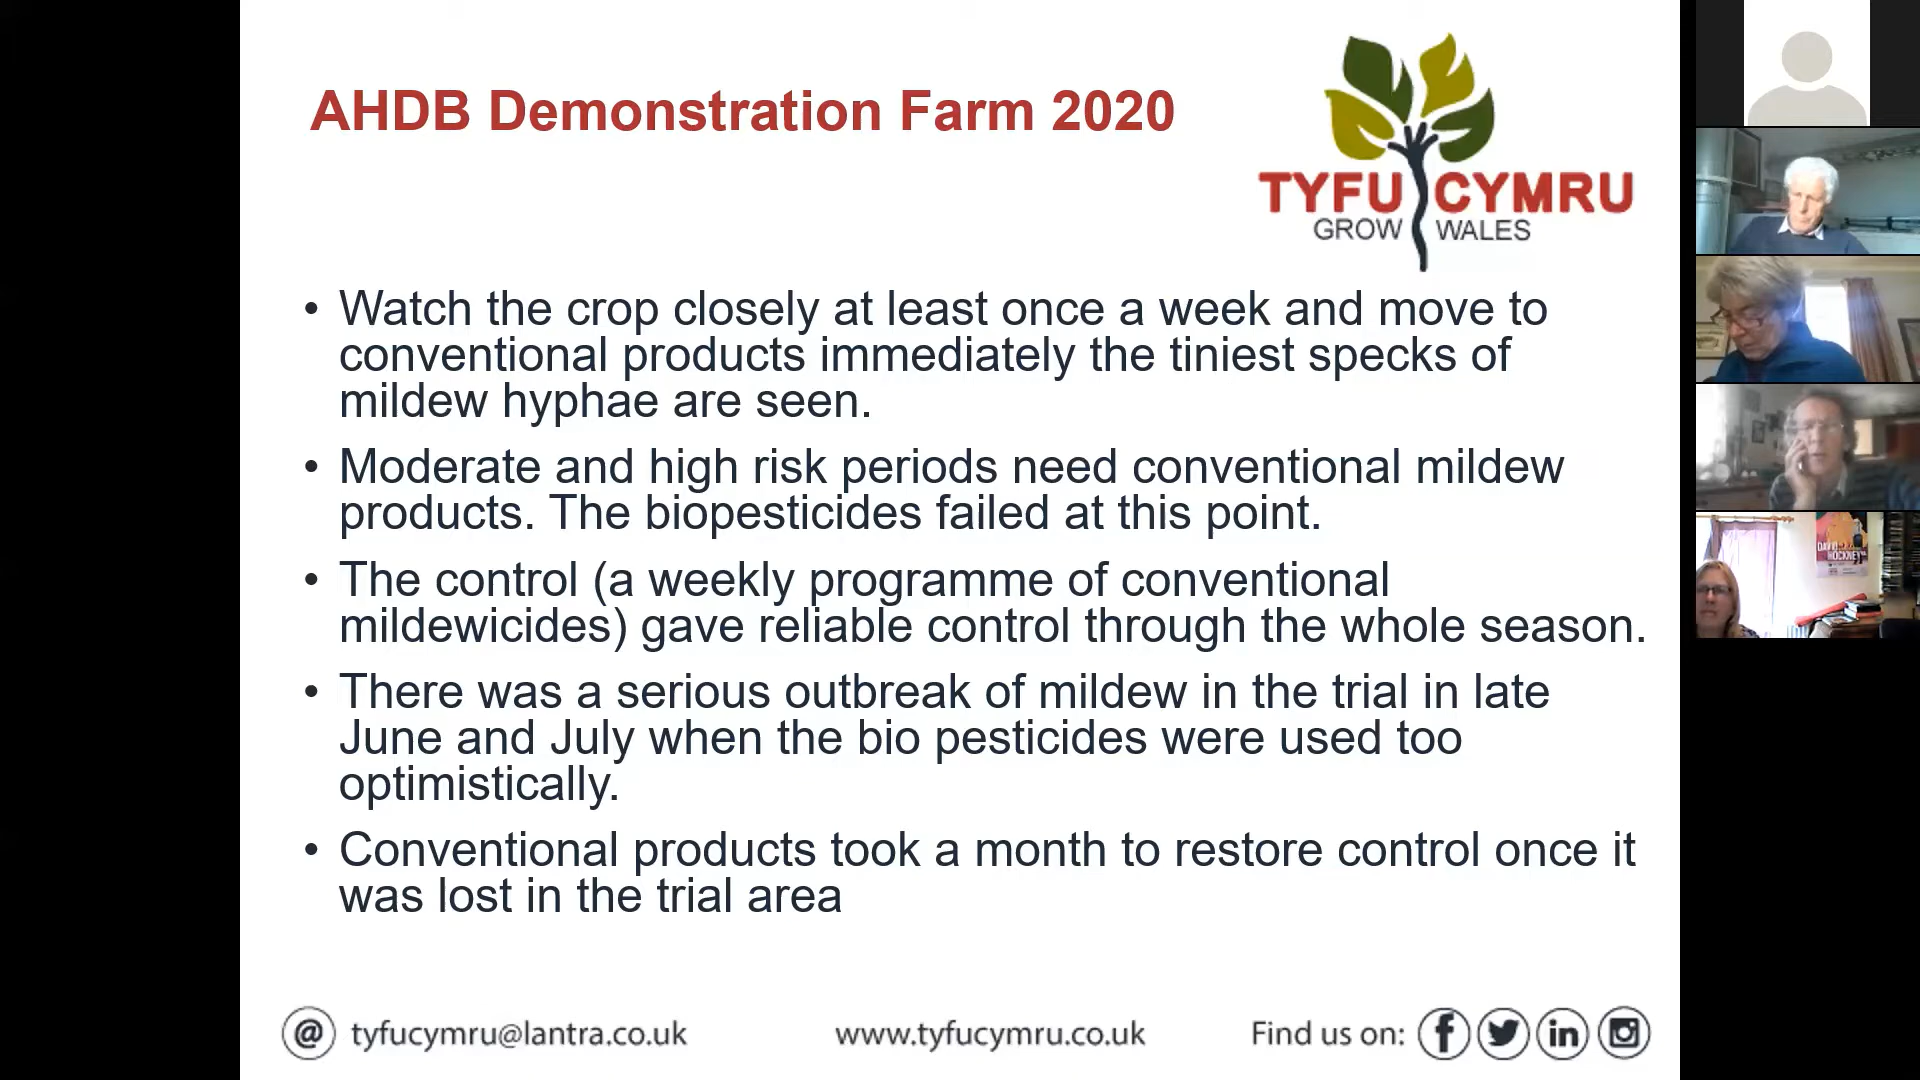 AHDB Demonstration Farm 2020
TYFU CYMRU
GROW WALES
• Watch the crop closely at least once a week and move to
conventional products immediately the tiniest specks of
mildew hyphae are seen.
• Moderate and high risk periods need conventional mildew
products. The biopesticides failed at this point.
• The control (a weekly programme of conventional
mildewicides) gave reliable control through the whole season.
• There was a serious outbreak of mildew in the trial in late
June and July when the bio pesticides were used too
optimistically.
• Conventional products took a month to restore control once it
was lost in the trial area
@ tyfucymru@lantra.co.uk www.tyfucymru.co.uk Find us on:
DAVID
HOCKNEY